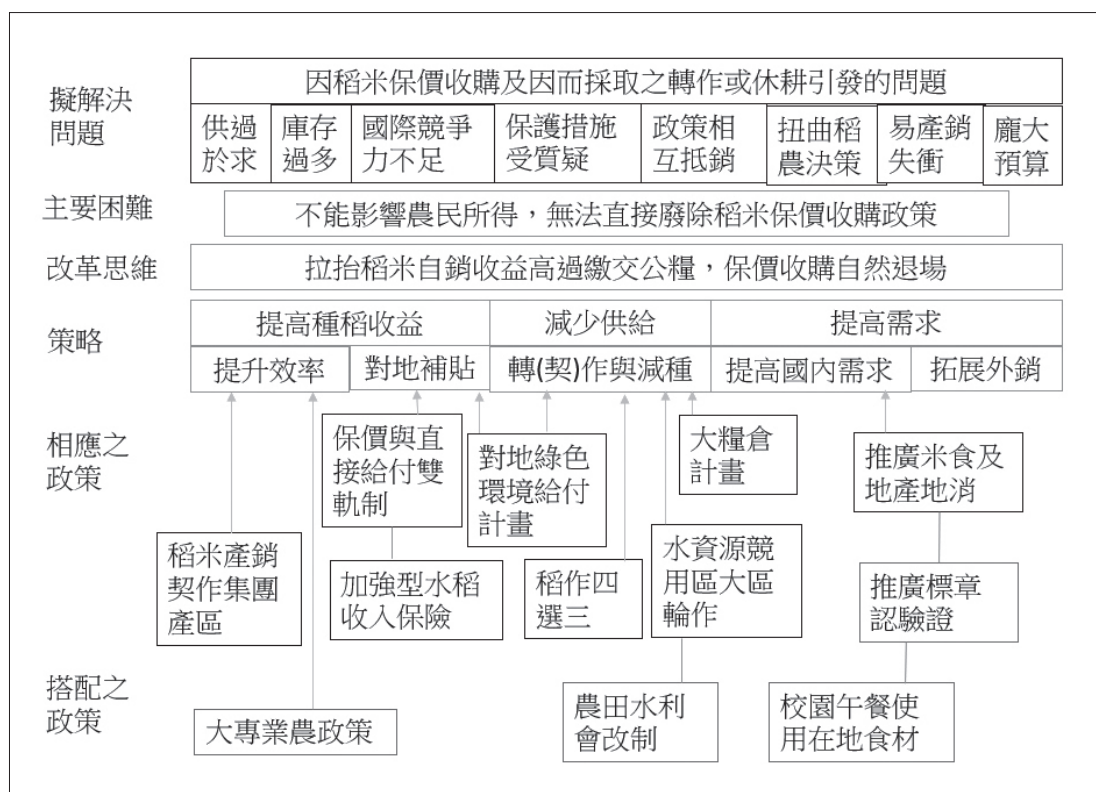 擬解決
問題
因稻米保價收購及因而採取之轉作或休耕引發的問題
供過
於求
庫存
過多
國際競爭
力不足
保護措施
受質疑
政策相
互抵銷
扭曲稻
農決策
易產銷
失衡
龐大
預算
主要困難
不能影響農民所得，無法直接廢除稻米保價收購政策
改革思維
拉抬稻米自銷收益高過繳交公糧，保價收購自然退場
策略
提高種稻收益
減少供給
提高需求
提升效率
對地補貼
轉(契)作與減種
提高國內需求
拓展外銷
相應之
政策
保價與直
接給付雙
軌制
對地綠色
環境給付
計畫
大糧倉
計畫
推廣米食及
地產地消
稻米產銷
契作集團
產區
加強型水稻
收入保險
稻作四
選三
水資源競
用區大區
輪作
推廣標章
認驗證
搭配之
政策
大專業農政策
農田水利
會改制
校園午餐使
用在地食材